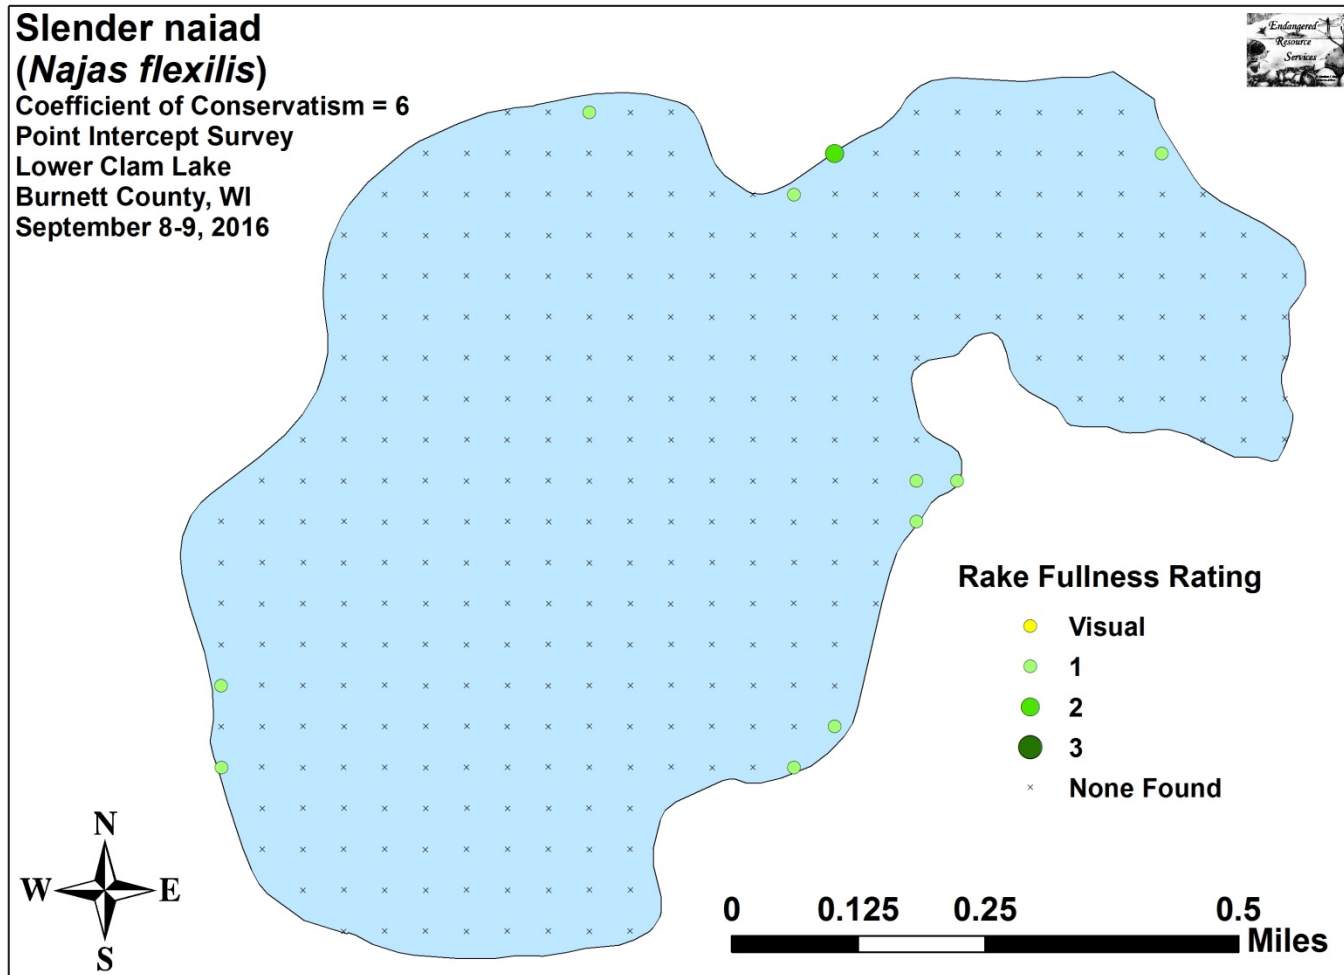 Slender naiad
(Najas flexilis)
Coefficient of Conservatism = 6
Point Intercept Survey
Lower Clam Lake
Burnett County, WI
September 8-9, 2016
Endangered
Resource
Services
Rake Fullness Rating
Visual
1
2
3
None Found
N
W E
S
0 0.125 0.25 0.5
Miles